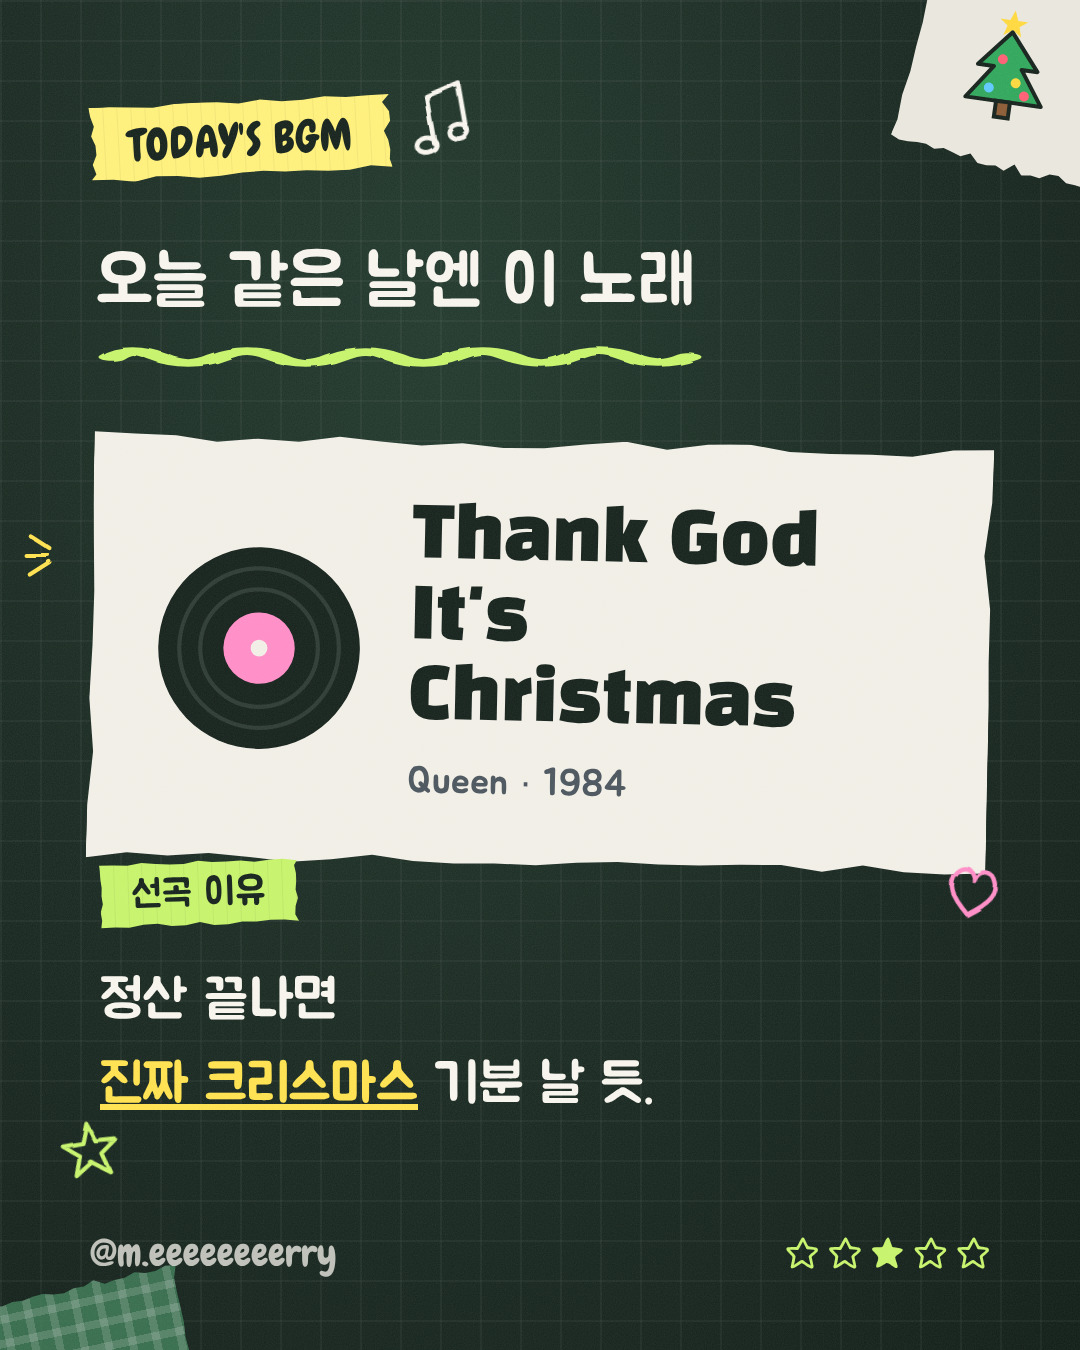 TODAY'S BGM
오늘 같은 날엔 이 노래
Thank God
It's
Christmas
Queen · 1984
선곡 이유
정산 끝나면
진짜 크리스마스 기분 날 듯.
@m.eeeeeeeerry